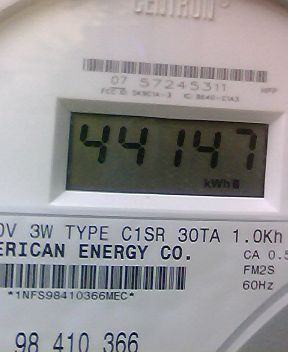 CENTRON
07 57245311
44147
kWh
0V 3W TYPE C1SR 30TA 1.0Kh
ERICAN ENERGY CO. CA 0.5
FM2S
*1NFS98410366MEC* 60Hz
98 410 366